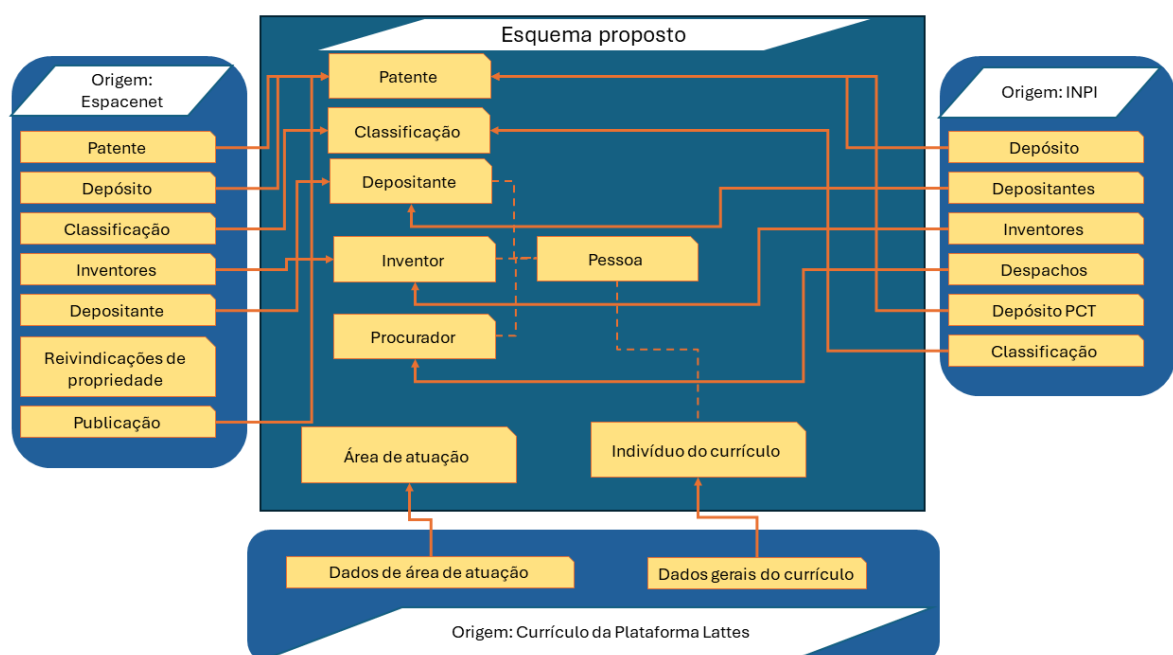 Esquema proposto
Patente
Classificação
Depositante
Inventor
Pessoa
Procurador
Área de atuação
Indivíduo do currículo
Origem:
Espacenet
Patente
Depósito
Classificação
Inventores
Depositante
Reivindicações de
propriedade
Publicação
Origem: INPI
Depósito
Depositantes
Inventores
Despachos
Depósito PCT
Classificação
Dados de área de atuação
Dados gerais do currículo
Origem: Currículo da Plataforma Lattes